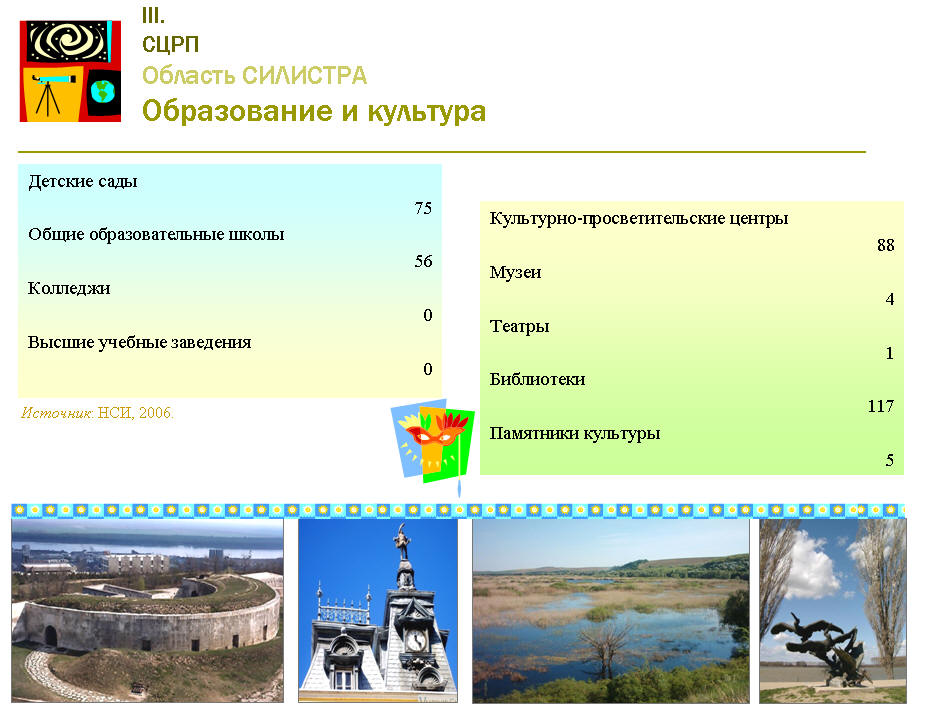 III.
СЦРП
Область СИЛИСТРА
Образование и культура
Детские сады
75
Общие образовательные школы
56
Колледжи
0
Высшие учебные заведения
0
Источник: НСИ, 2006.
Культурно-просветительские центры
88
Музеи
4
Театры
1
Библиотеки
117
Памятники культуры
5